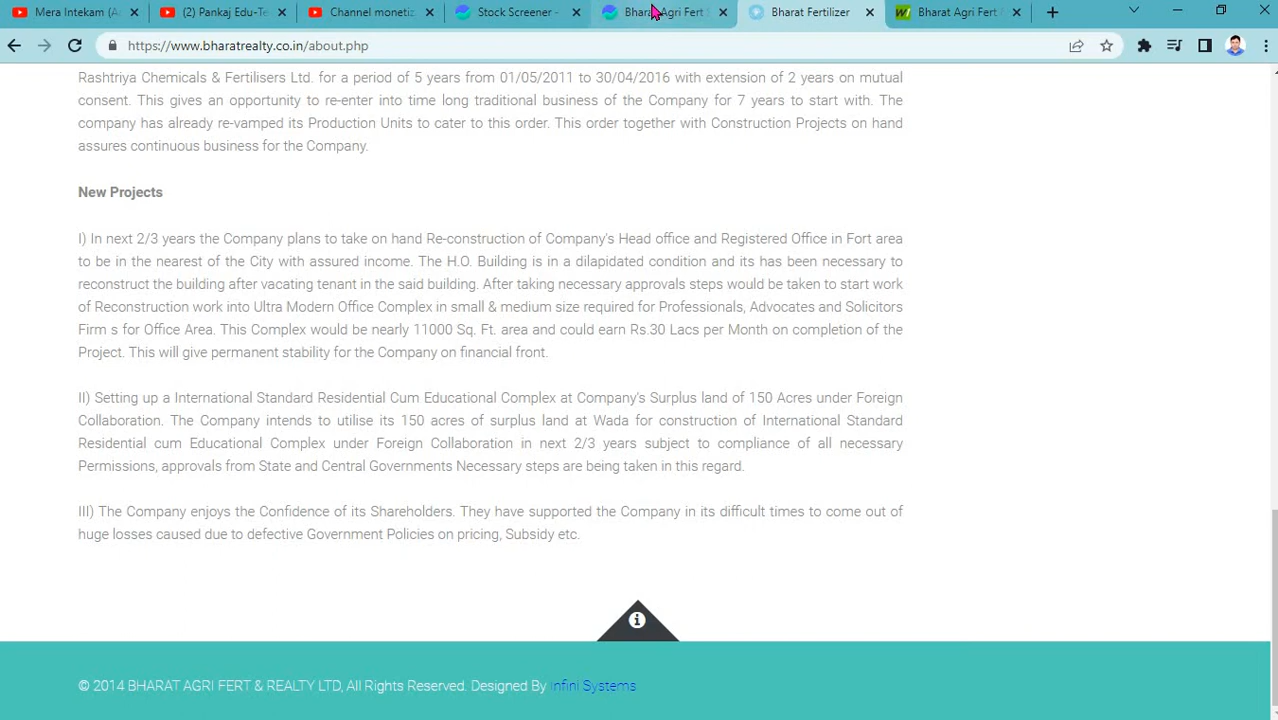 Mera Intekam (A
(2) Pankaj Edu-Te
Channel monetiz
Stock Screener -
Bharat Agri Fert
Bharat Fertilizer
Bharat Agri Fert
https://www.bharatrealty.co.in/about.php
Rashtriya Chemicals & Fertilisers Ltd. for a period of 5 years from 01/05/2011 to 30/04/2016 with extension of 2 years on mutual
consent. This gives an opportunity to re-enter into time long traditional business of the Company for 7 years to start with. The
company has already re-vamped its Production Units to cater to this order. This order together with Construction Projects on hand
assures continuous business for the Company.
New Projects
I) In next 2/3 years the Company plans to take on hand Re-construction of Company's Head office and Registered Office in Fort area
to be in the nearest of the City with assured income. The H.O. Building is in a dilapidated condition and its has been necessary to
reconstruct the building after vacating tenant in the said building. After taking necessary approvals steps would be taken to start work
of Reconstruction work into Ultra Modern Office Complex in small & medium size required for Professionals, Advocates and Solicitors
Firm s for Office Area. This Complex would be nearly 11000 Sq. Ft. area and could earn Rs.30 Lacs per Month on completion of the
Project. This will give permanent stability for the Company on financial front.
II) Setting up a International Standard Residential Cum Educational Complex at Company's Surplus land of 150 Acres under Foreign
Collaboration. The Company intends to utilise its 150 acres of surplus land at Wada for construction of International Standard
Residential cum Educational Complex under Foreign Collaboration in next 2/3 years subject to compliance of all necessary
Permissions, approvals from State and Central Governments Necessary steps are being taken in this regard.
III) The Company enjoys the Confidence of its Shareholders. They have supported the Company in its difficult times to come out of
huge losses caused due to defective Government Policies on pricing, Subsidy etc.
© 2014 BHARAT AGRI FERT & REALTY LTD, All Rights Reserved. Designed By infini Systems